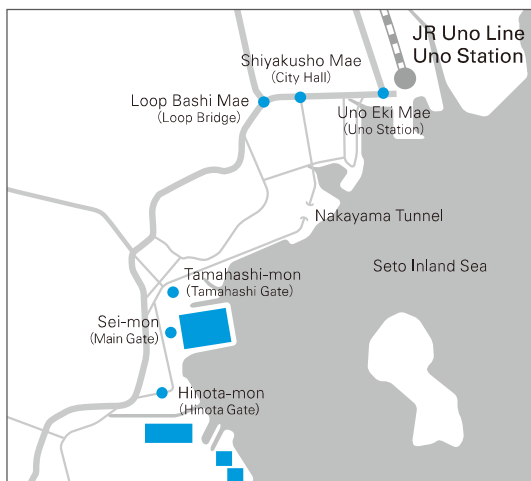 JR Uno Line
Uno Station
Shiyakusho Mae
(City Hall)
Loop Bashi Mae
(Loop Bridge)
Uno Eki Mae
(Uno Station)
Nakayama Tunnel
Seto Inland Sea
Tamahashi-mon
(Tamahashi Gate)
Sei-mon
(Main Gate)
Hinota-mon
(Hinota Gate)